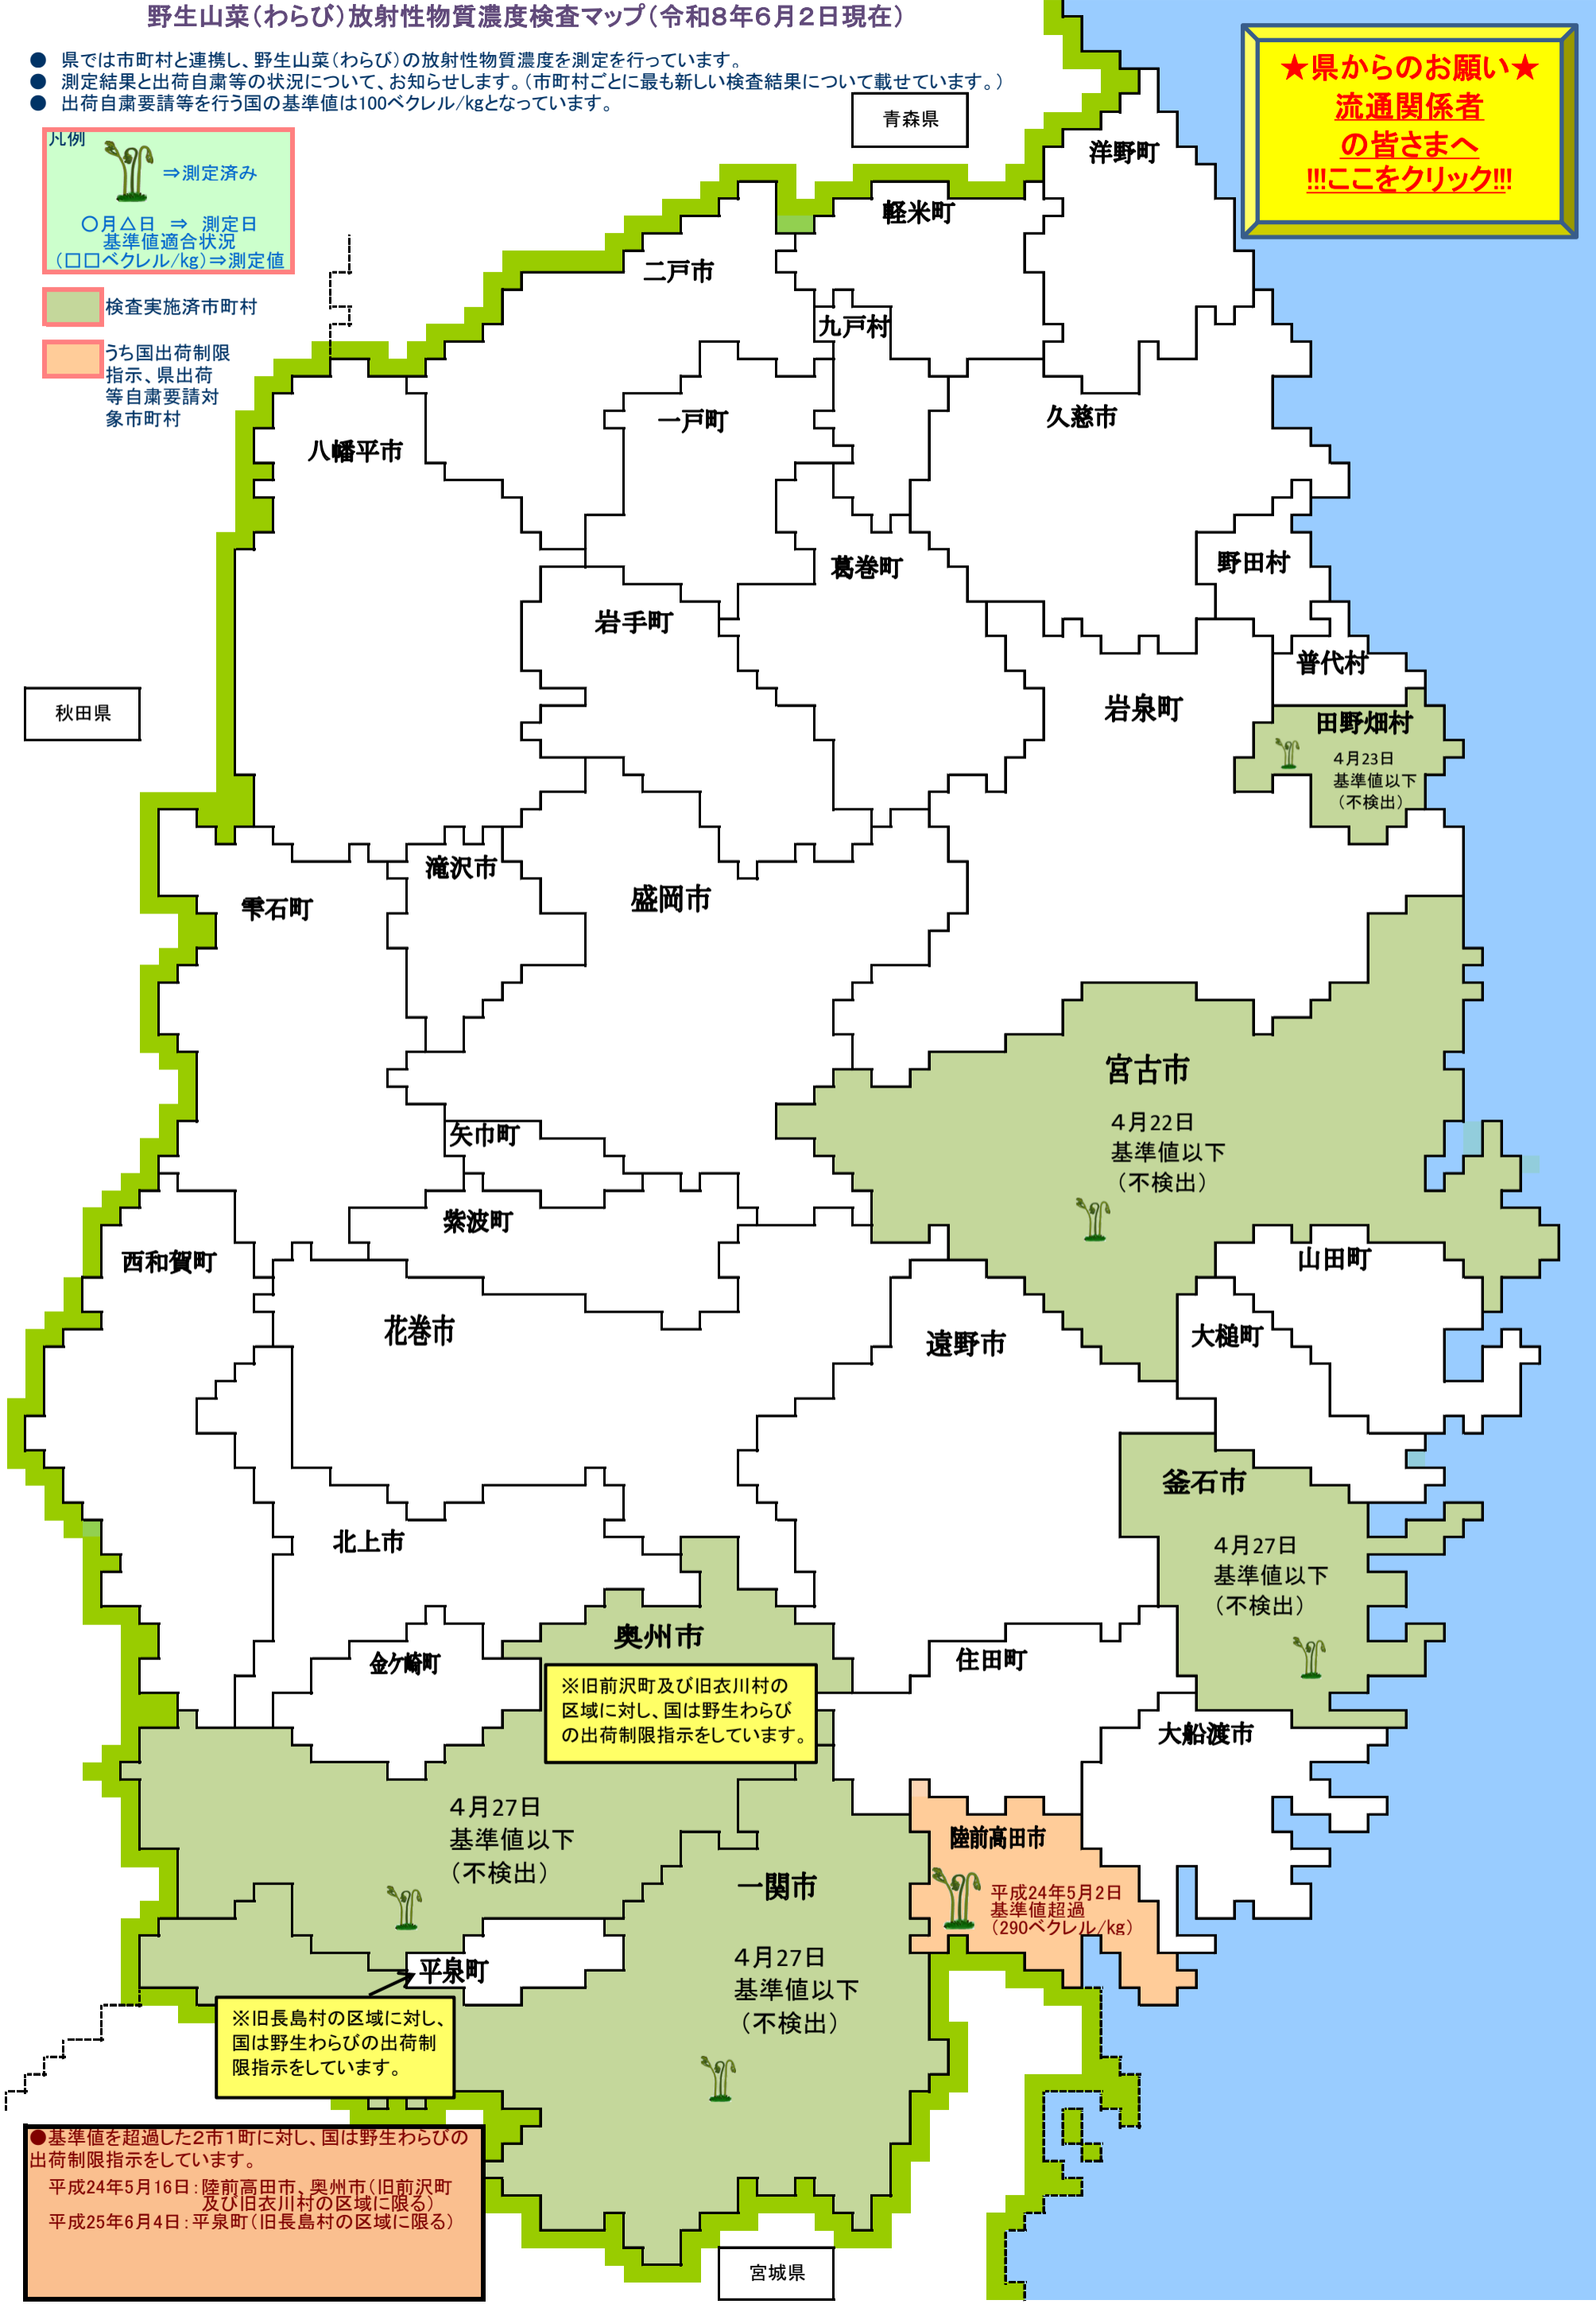 野生山菜（わらび）放射性物質濃度検査マップ（令和８年６月２日現在）
● 県では市町村と連携し、野生山菜（わらび）の放射性物質濃度を測定を行っています。
● 測定結果と出荷自粛等の状況について、お知らせします。（市町村ごとに最も新しい検査結果について載せています。）
● 出荷自粛要請等を行う国の基準値は100ベクレル/kgとなっています。
★県からのお願い★
流通関係者
の皆さまへ
!!!ここをクリック!!!
凡例
⇒測定済み
〇月△日 ⇒ 測定日
基準値適合状況
（□□ベクレル/kg）⇒測定値
検査実施済市町村
うち国出荷制限
指示、県出荷
等自粛要請対
象市町村
青森県
洋野町
軽米町
二戸市
九戸村
一戸町
久慈市
八幡平市
葛巻町
野田村
岩手町
普代村
岩泉町
秋田県
田野畑村
４月23日
基準値以下
（不検出）
滝沢市
盛岡市
雫石町
宮古市
４月22日
基準値以下
（不検出）
矢巾町
紫波町
西和賀町
山田町
花巻市
遠野市
大槌町
釜石市
４月27日
基準値以下
（不検出）
北上市
奥州市
金ケ崎町
住田町
※旧前沢町及び旧衣川村の
区域に対し、国は野生わらび
の出荷制限指示をしています。
大船渡市
４月27日
基準値以下
（不検出）
陸前高田市
平成24年５月２日
基準値超過
（290ベクレル/kg）
一関市
４月27日
基準値以下
（不検出）
平泉町
※旧長島村の区域に対し、
国は野生わらびの出荷制
限指示をしています。
●基準値を超過した２市１町に対し、国は野生わらびの
出荷制限指示をしています。
平成24年５月16日：陸前高田市、奥州市（旧前沢町
及び旧衣川村の区域に限る）
平成25年６月４日：平泉町（旧長島村の区域に限る）
宮城県